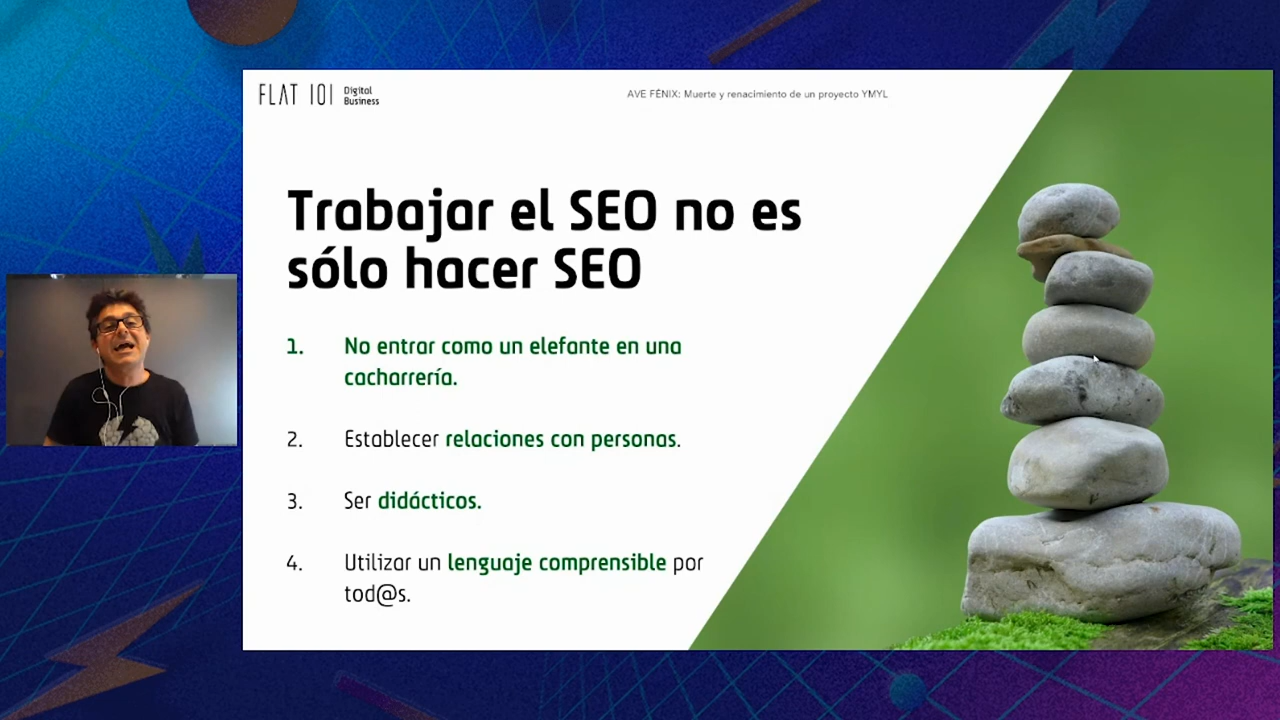 FLAT 101 Digital Business
AVE FÉNIX: Muerte y renacimiento de un proyecto YMYL
Trabajar el SEO no es
sólo hacer SEO
1. No entrar como un elefante en una
cacharrería.
2. Establecer relaciones con personas.
3. Ser didácticos.
4. Utilizar un lenguaje comprensible por
tod@s.